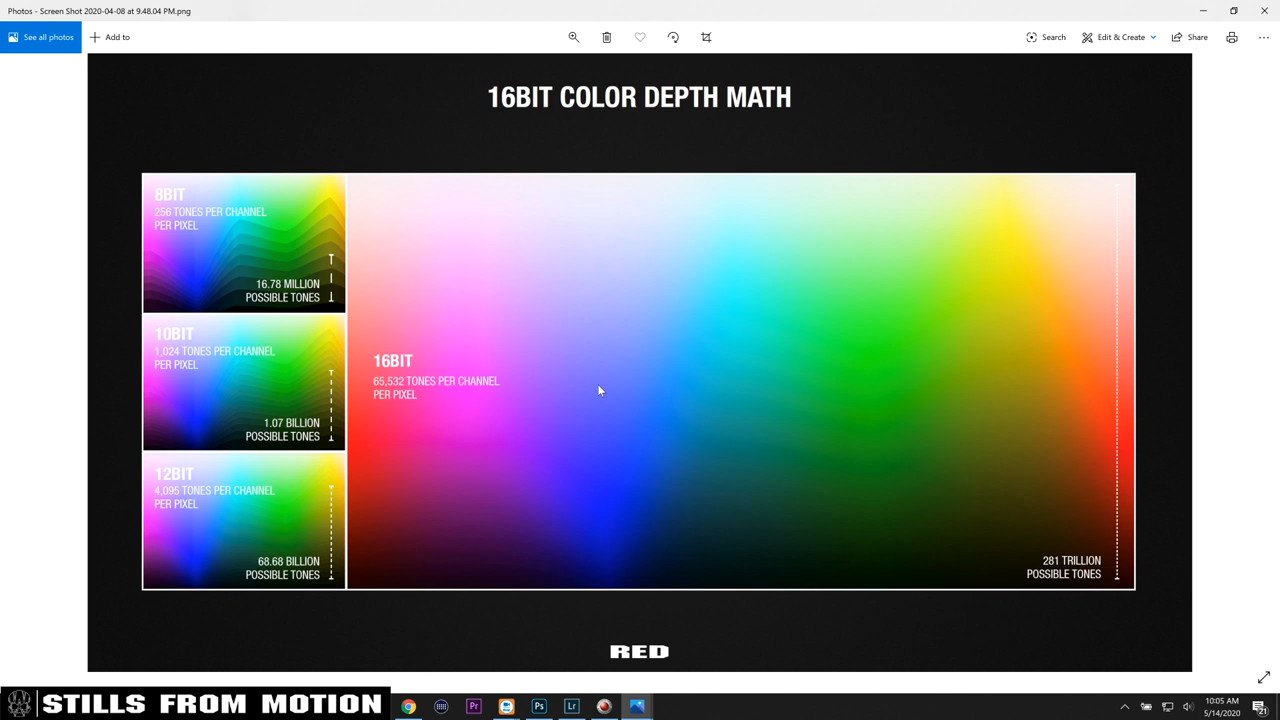 Photos - Screen Shot 2020-04-08 at 9.48.04 PM.png
See all photos
Add to
Search
Edit & Create
Share
16BIT COLOR DEPTH MATH
8BIT
256 TONES PER CHANNEL
PER PIXEL
16.78 MILLION
POSSIBLE TONES
10BIT
1,024 TONES PER CHANNEL
PER PIXEL
1.07 BILLION
POSSIBLE TONES
12BIT
4,095 TONES PER CHANNEL
PER PIXEL
68.68 BILLION
POSSIBLE TONES
16BIT
65,532 TONES PER CHANNEL
PER PIXEL
281 TRILLION
POSSIBLE TONES
RED
STILLS FROM MOTION
Pr
Ps
Lr
10:05 AM
5/14/2020
21